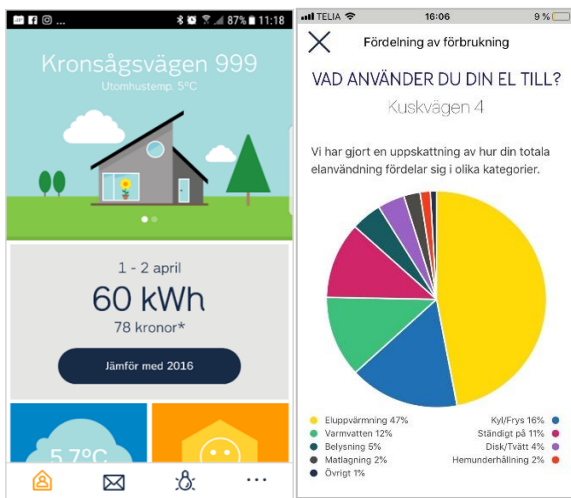 ... 87% 11:18
Kronsågsvägen 999
Utomhustemp. 5°C
1 - 2 april
60 kWh
78 kronor*
Jämför med 2016
5.7°C
...
TELIA 16:06 9 %
Fördelning av förbrukning
VAD ANVÄNDER DU DIN EL TILL?
Kuskvägen 4
Vi har gjort en uppskattning av hur din totala
elanvändning fördelar sig i olika kategorier.
Eluppvärmning 47% Kyl/Frys 16%
Varmvatten 12% Ständigt på 11%
Belysning 5% Disk/Tvätt 4%
Matlagning 2% Hemunderhållning 2%
Övrigt 1%